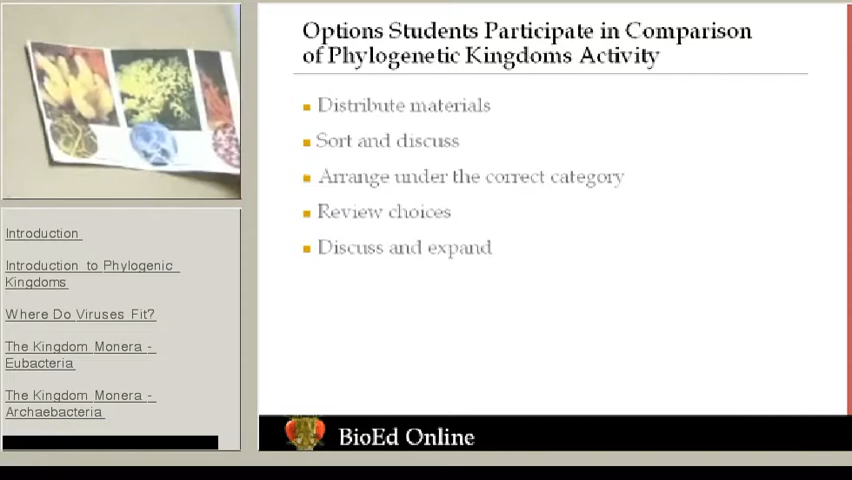 Options Students Participate in Comparison
of Phylogenetic Kingdoms Activity
Distribute materials
Sort and discuss
Arrange under the correct category
Review choices
Discuss and expand
Introduction
Introduction to Phylogenic
Kingdoms
Where Do Viruses Fit?
The Kingdom Monera -
Eubacteria
The Kingdom Monera -
Archaebacteria
BioEd Online